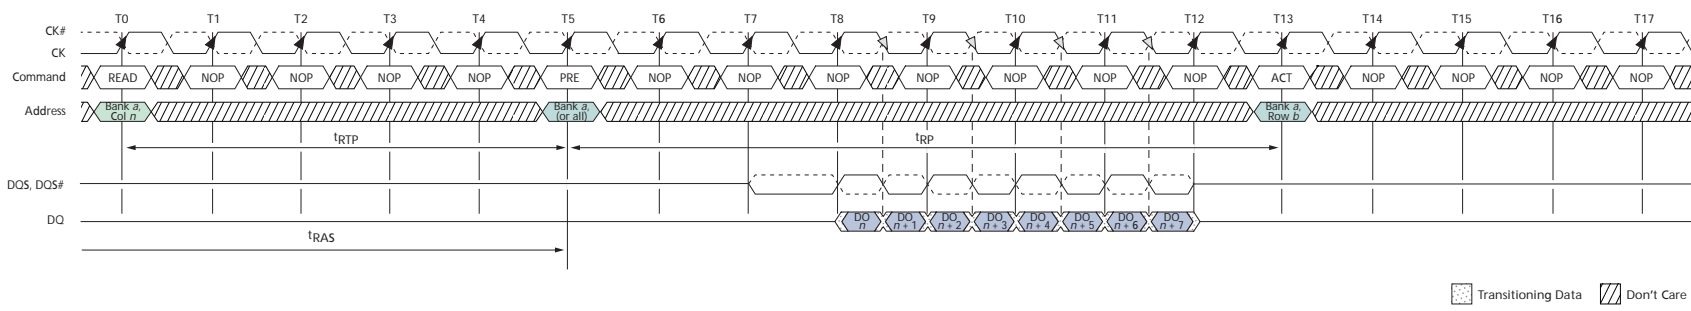 T0 T1 T2 T3 T4 T5 T6 T7 T8 T9 T10 T11 T12 T13 T14 T15 T16 T17
CK#
CK
Command READ NOP NOP NOP NOP PRE NOP NOP NOP NOP NOP NOP NOP ACT NOP NOP NOP NOP
Address
Bank a,
Col n
Bank a,
(or all)
Bank a,
Row b
tRTP tRP
DQS, DQS#
DQ
DO
n
DO
n + 1
DO
n + 2
DO
n + 3
DO
n + 4
DO
n + 5
DO
n + 6
DO
n + 7
tRAS
Transitioning Data Don't Care